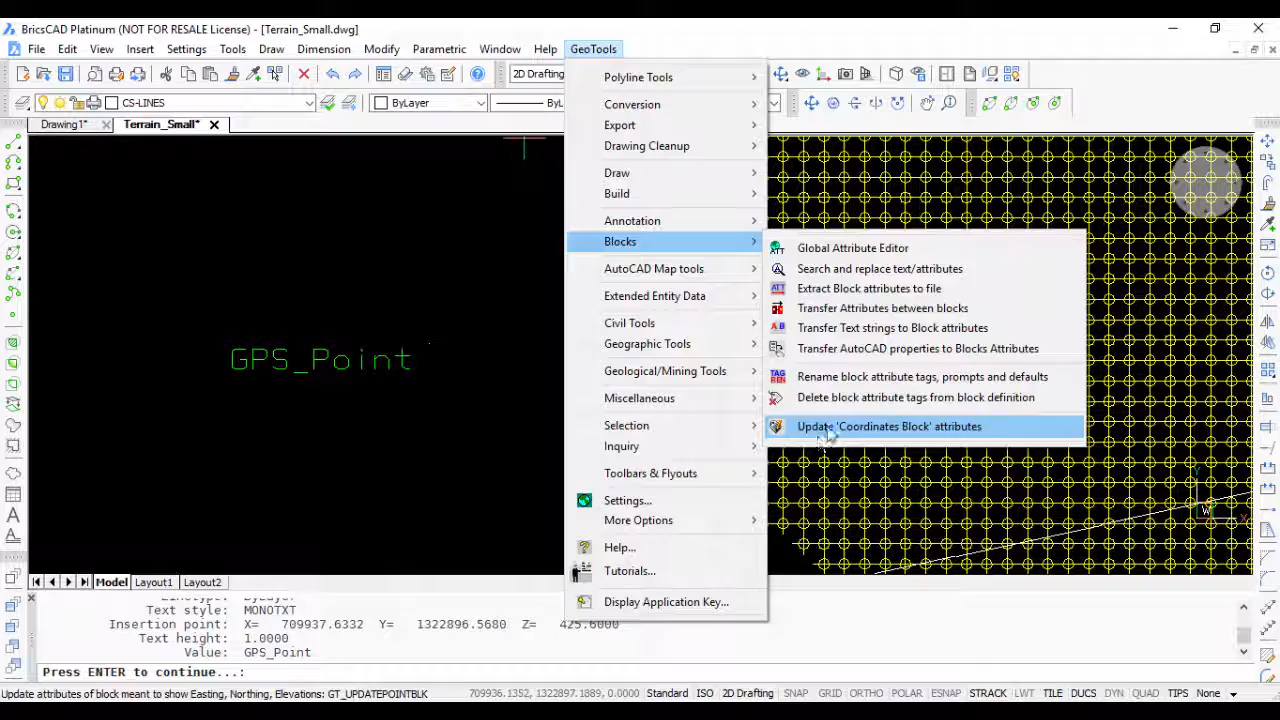 BricsCAD Platinum (NOT FOR RESALE License) - [Terrain_Small.dwg]
File Edit View Insert Settings Tools Draw Dimension Modify Parametric Window Help GeoTools
2D Drafting
CS-LINES ByLayer
Drawing1* Terrain_Small*
Polyline Tools
Conversion
Export
Drawing Cleanup
Draw
Build
Annotation
Blocks
AutoCAD Map tools
Extended Entity Data
Civil Tools
Geographic Tools
Geological/Mining Tools
Miscellaneous
Selection
Inquiry
Toolbars & Flyouts
Settings...
More Options
Help...
Tutorials...
Display Application Key...
Global Attribute Editor
Search and replace text/attributes
Extract Block attributes to file
Transfer Attributes between blocks
Transfer Text strings to Block attributes
Transfer AutoCAD properties to Blocks Attributes
Rename block attribute tags, prompts and defaults
Delete block attribute tags from block definition
Update 'Coordinates Block' attributes
GPS_Point
Y
W
X
Model Layout1 Layout2
Text style: MONOTXT
Insertion point: X= 709937.6332 Y= 1322896.5680 Z= 425.6000
Text height: 1.0000
Value: GPS_Point
Press ENTER to continue...:
Update attributes of block meant to show Easting, Northing, Elevations: GT_UPDATEPOINTBLK 709936.1352, 1322897.1889, 0.0000 Standard ISO 2D Drafting SNAP GRID ORTHO POLAR ESNAP STRACK LWT TILE DUCS DYN QUAD TIPS None